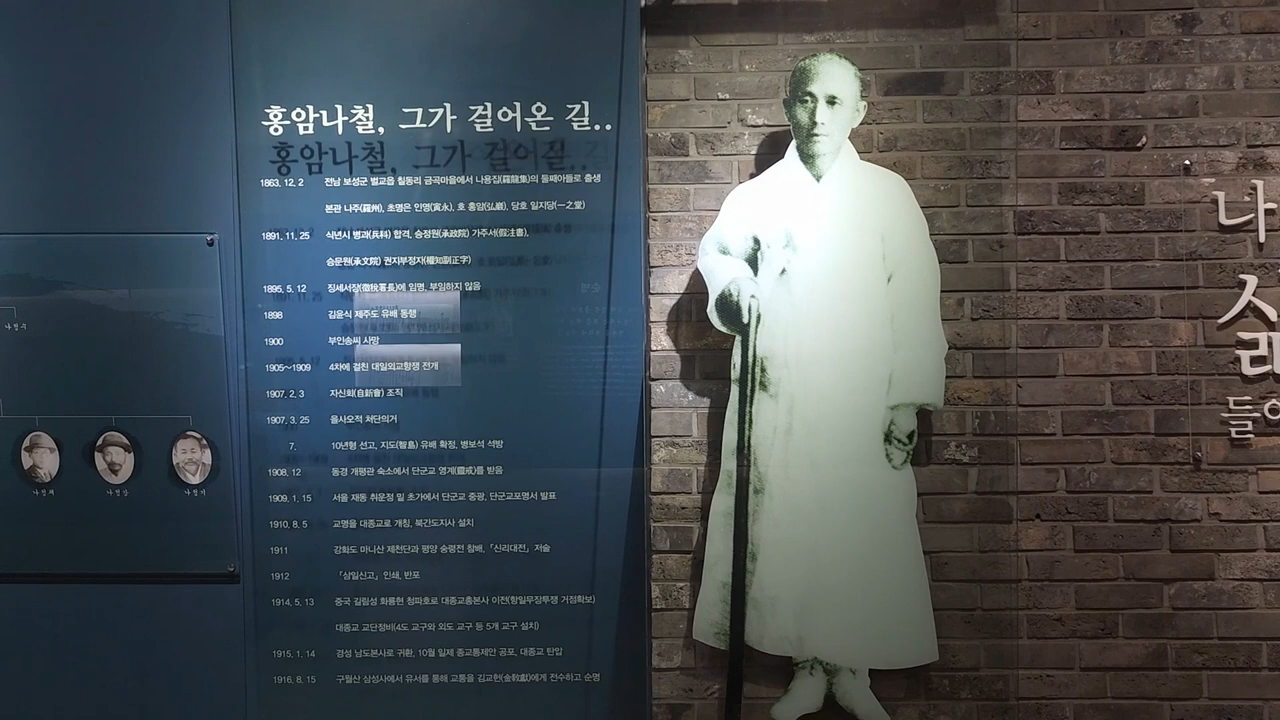 홍암나철, 그가 걸어온 길..
1863. 12. 2 전남 보성군 벌교읍 칠동리 금곡마을에서 나용집(羅龍集)의 둘째아들로 출생
본관 나주(羅州), 초명은 인영(寅永), 호 홍암(弘巖), 당호 일지당(一之堂)
1891. 11. 25 식년시 병과(兵科) 합격, 승정원(承政院) 가주서(假注書),
승문원(承文院) 권지부정자(權知副正字)
1895. 5. 12 징세서장(徵稅署長)에 임명, 부임하지 않음
1898 김윤식 제주도 유배 동행
1900 부인송씨 사망
1905~1909 4차에 걸친 대일외교항쟁 전개
1907. 2. 3 자신회(自新會) 조직
1907. 3. 25 을사오적 처단의거
7. 10년형 선고, 지도(智島) 유배 확정, 병보석 석방
1908. 12 동경 개평관 숙소에서 단군교 영계(靈戒)를 받음
1909. 1. 15 서울 재동 취운정 밑 초가에서 단군교 중광, 단군교포명서 발표
1910. 8. 5 교명을 대종교로 개칭, 북간도지사 설치
1911 강화도 마니산 제천단과 평양 숭령전 참배, 「신리대전」 저술
1912 「삼일신고」 인쇄, 반포
1914. 5. 13 중국 길림성 화룡현 청파호로 대종교총본사 이전(항일무장투쟁 거점확보)
대종교 교단정비(4도 교구와 외도 교구 등 5개 교구 설치)
1915. 1. 14 경성 남도본사로 귀환, 10월 일제 종교통제안 공포, 대종교 탄압
1916. 8. 15 구월산 삼성사에서 유서를 통해 교통을 김교헌(金敎獻)에게 전수하고 순명
나